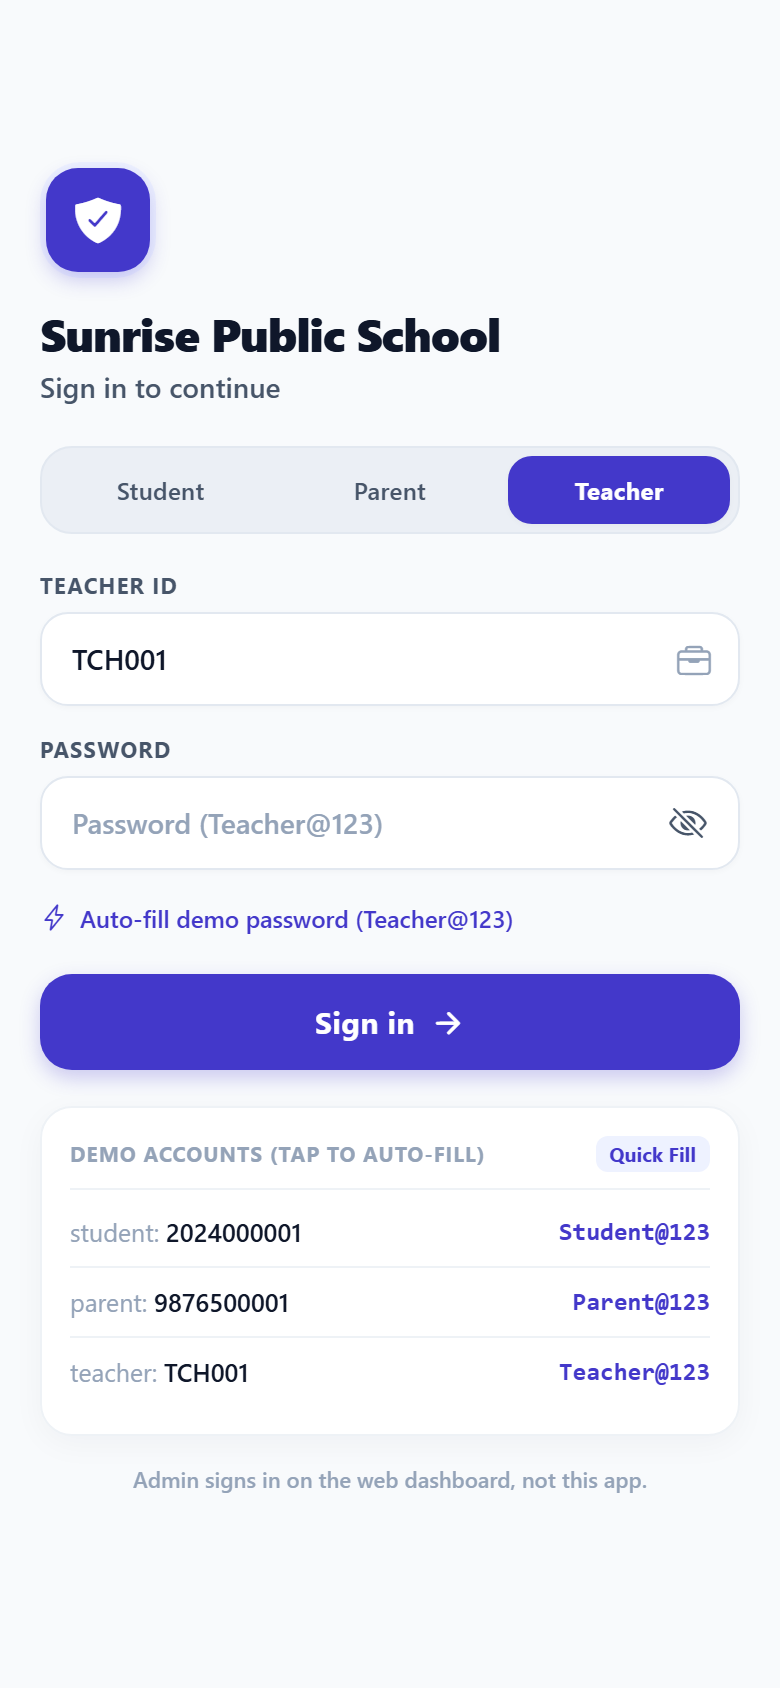 Sunrise Public School
Sign in to continue
Student Parent Teacher
TEACHER ID
TCH001
PASSWORD
Password (Teacher@123)
Auto-fill demo password (Teacher@123)
Sign in →
DEMO ACCOUNTS (TAP TO AUTO-FILL) Quick Fill
student: 2024000001 Student@123
parent: 9876500001 Parent@123
teacher: TCH001 Teacher@123
Admin signs in on the web dashboard, not this app.